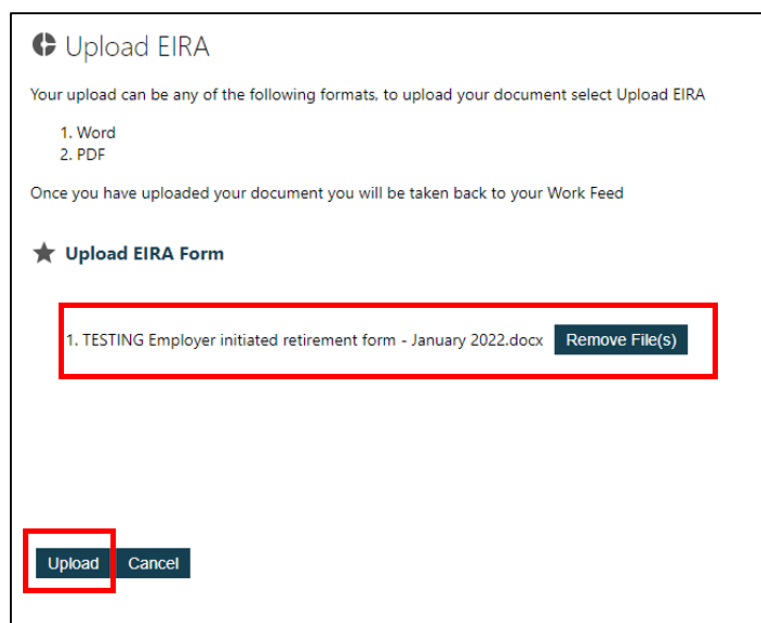 Upload EIRA
Your upload can be any of the following formats, to upload your document select Upload EIRA
1. Word
2. PDF
Once you have uploaded your document you will be taken back to your Work Feed
Upload EIRA Form
1. TESTING Employer initiated retirement form - January 2022.docx Remove File(s)
Upload Cancel